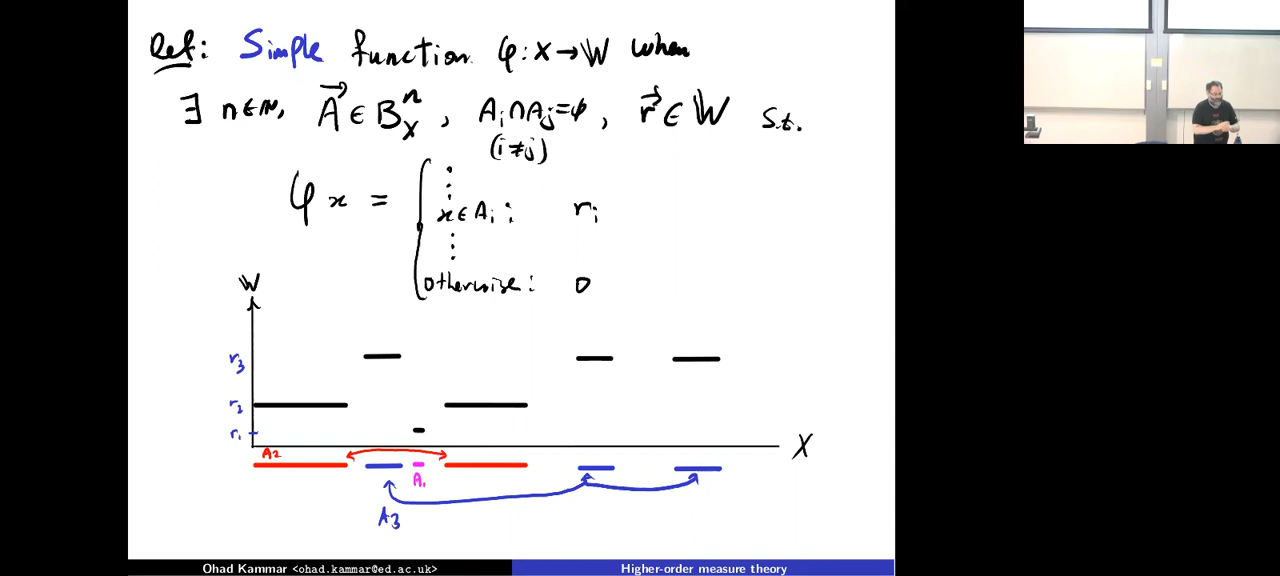 Def: Simple function φ : X → W when
∃ n ∈ ℕ, A⃗ ∈ B_X^n, A_i ∩ A_j = ∅, r⃗ ∈ W s.t.
(i ≠ j)
φ x = {
⋮
x ∈ A_i : r_i
⋮
otherwise : 0
W
r_3
r_2
r_1
X
A_2
A_1
A_3
Ohad Kammar <ohad.kammar@ed.ac.uk> Higher-order measure theory